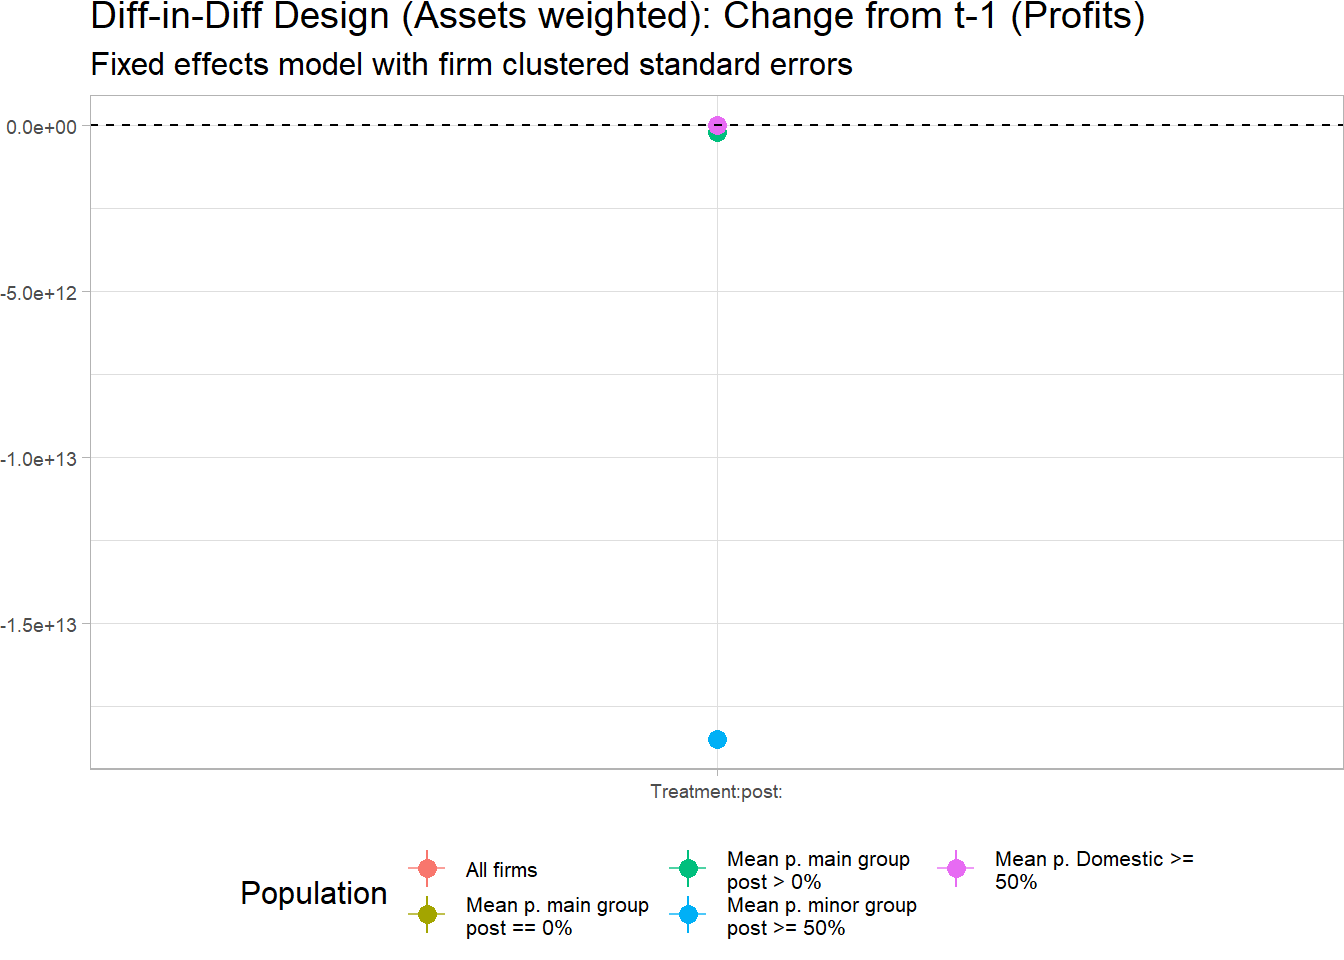 Diff-in-Diff Design (Assets weighted): Change from t-1 (Profits)
Fixed effects model with firm clustered standard errors
0.0e+00
-5.0e+12
-1.0e+13
-1.5e+13
Treatment:post:
Population
All firms
Mean p. main group
post == 0%
Mean p. main group
post > 0%
Mean p. minor group
post >= 50%
Mean p. Domestic >=
50%